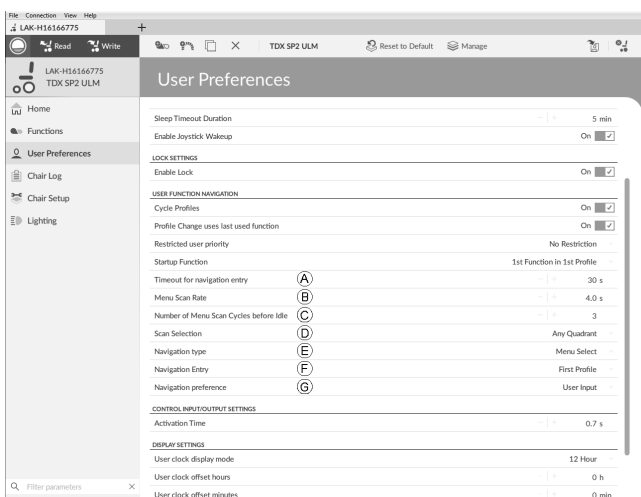 File Connection View Help
LAK-H16166775 +
Read Write TDX SP2 ULM Reset to Default Manage
LAK-H16166775
TDX SP2 ULM
User Preferences
Home
Functions
User Preferences
Chair Log
Chair Setup
Lighting
Filter parameters
Sleep Timeout Duration - + 5 min
Enable Joystick Wakeup On
LOCK SETTINGS
Enable Lock On
USER FUNCTION NAVIGATION
Cycle Profiles On
Profile Change uses last used function On
Restricted user priority No Restriction
Startup Function 1st Function in 1st Profile
Timeout for navigation entry A - + 30 s
Menu Scan Rate B - + 4.0 s
Number of Menu Scan Cycles before Idle C - + 3
Scan Selection D Any Quadrant
Navigation type E Menu Select
Navigation Entry F First Profile
Navigation preference G User Input
CONTROL INPUT/OUTPUT SETTINGS
Activation Time - + 0.7 s
DISPLAY SETTINGS
User clock display mode 12 Hour
User clock offset hours - + 0 h
User clock offset minutes - + 0 min